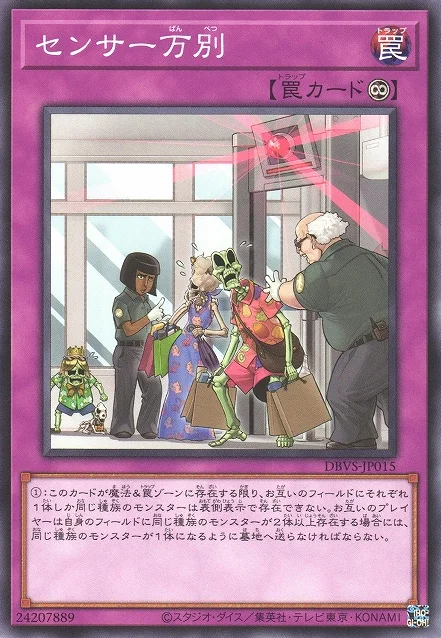 センサー万別
罠
【罠カード】
DBVS-JP015
①:このカードが魔法&罠ゾーンに存在する限り、お互いのフィールドにそれぞれ
1体しか同じ種族のモンスターは表側表示で存在できない。お互いのプレイ
ヤーは自身のフィールドに同じ種族のモンスターが2体以上存在する場合には、
同じ種族のモンスターが1体になるように墓地へ送らなければならない。
24207889
©スタジオ・ダイス/集英社・テレビ東京・KONAMI